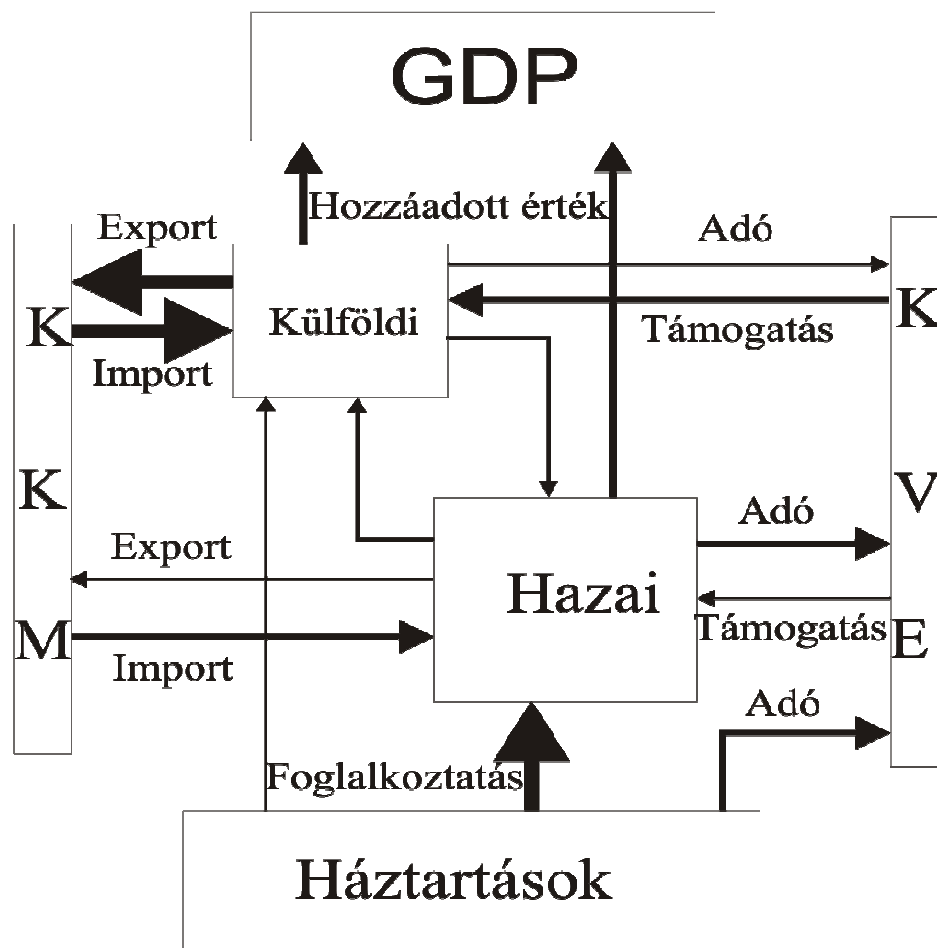 GDP
Hozzáadott érték
Export
Adó
K
Külföldi
K
Támogatás
Import
K
V
Adó
Export
Hazai
M
Támogatás
E
Import
Adó
Foglalkoztatás
Háztartások